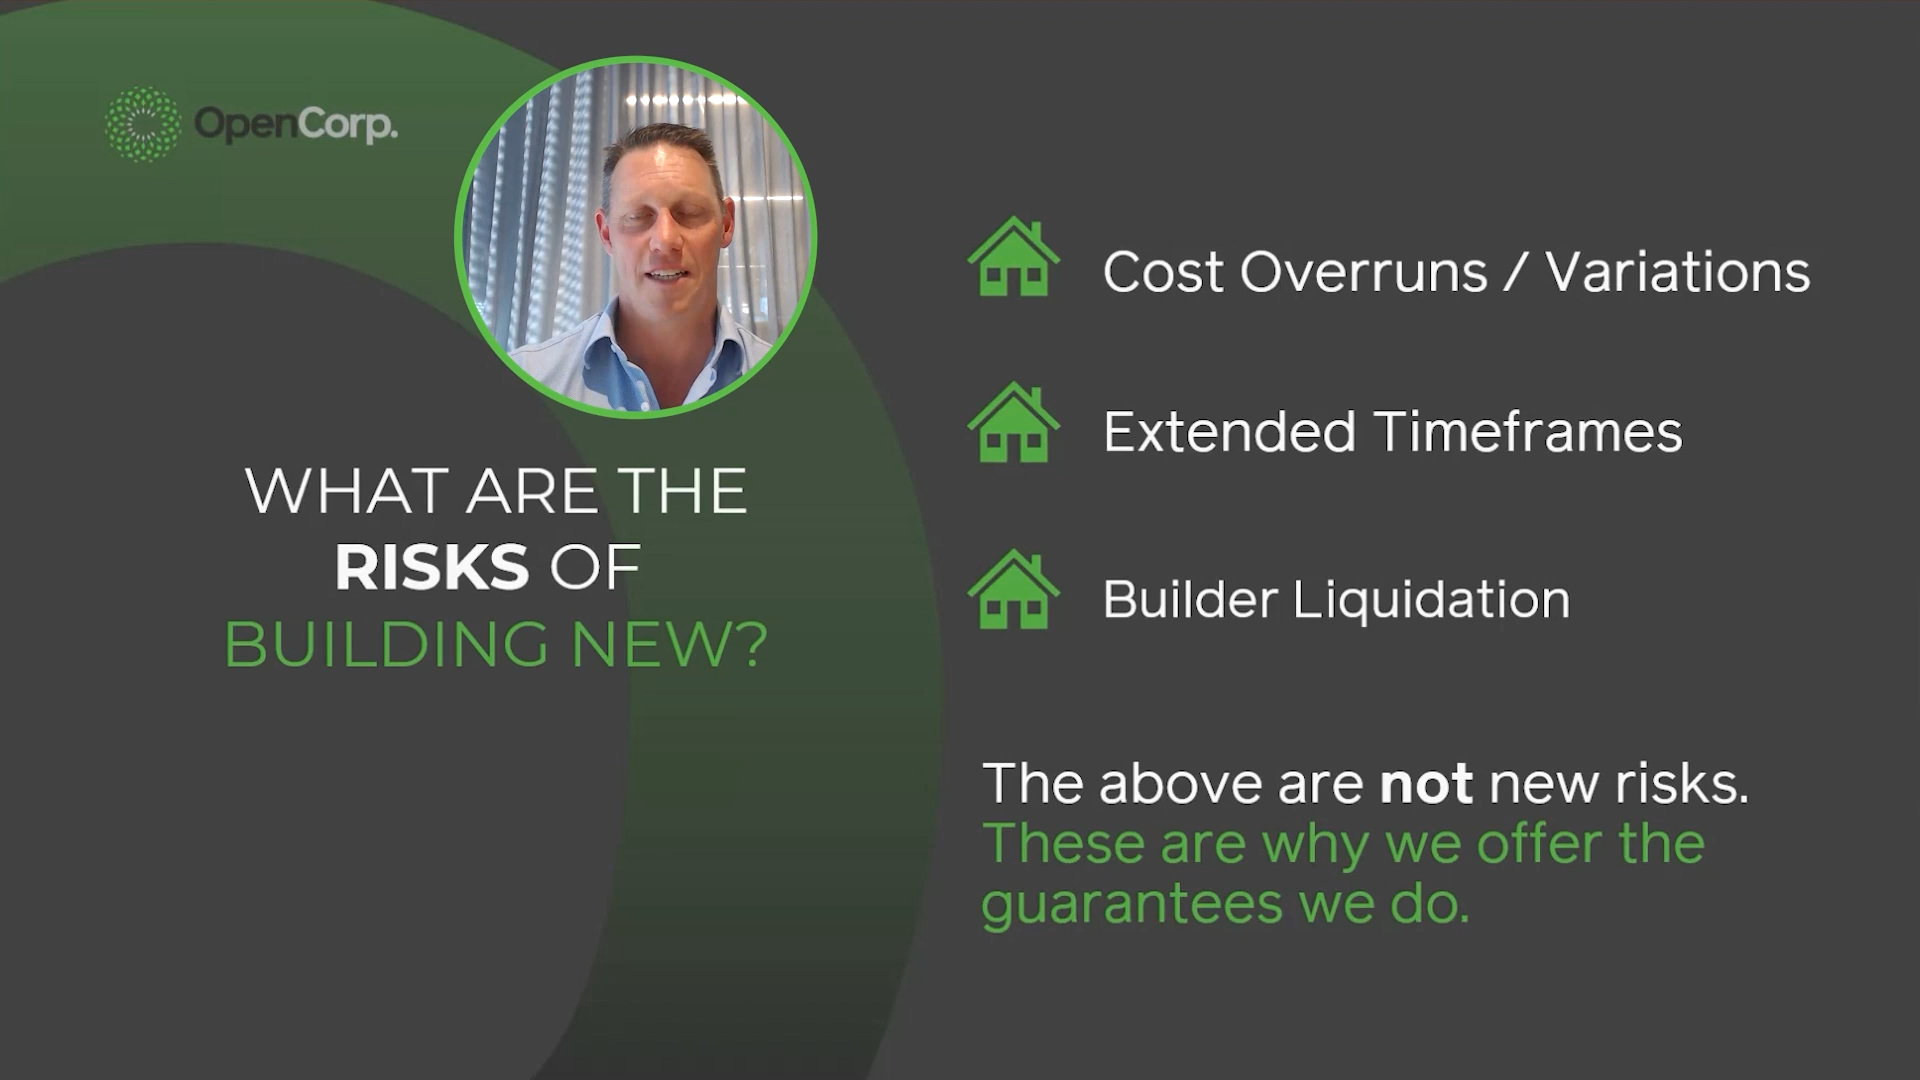 OpenCorp.
WHAT ARE THE
RISKS OF
BUILDING NEW?
Cost Overruns / Variations
Extended Timeframes
Builder Liquidation
The above are not new risks.
These are why we offer the
guarantees we do.